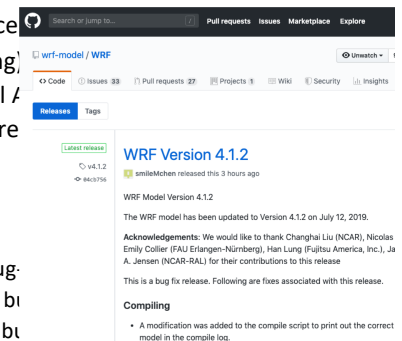 Search or jump to... / Pull requests Issues Marketplace Explore
wrf-model / WRF Unwatch
Code Issues 33 Pull requests 27 Projects 1 Wiki Security Insights
Releases Tags
Latest release
v4.1.2
84cb756
WRF Version 4.1.2
smileMchen released this 3 hours ago
WRF Model Version 4.1.2
The WRF model has been updated to Version 4.1.2 on July 12, 2019.
Acknowledgements: We would like to thank Changhai Liu (NCAR), Nicolas
Emily Collier (FAU Erlangen-Nürnberg), Han Lung (Fujitsu America, Inc.), Ja
A. Jensen (NCAR-RAL) for their contributions to this release
This is a bug fix release. Following are fixes associated with this release.
Compiling
• A modification was added to the compile script to print out the correct
model in the compile log.